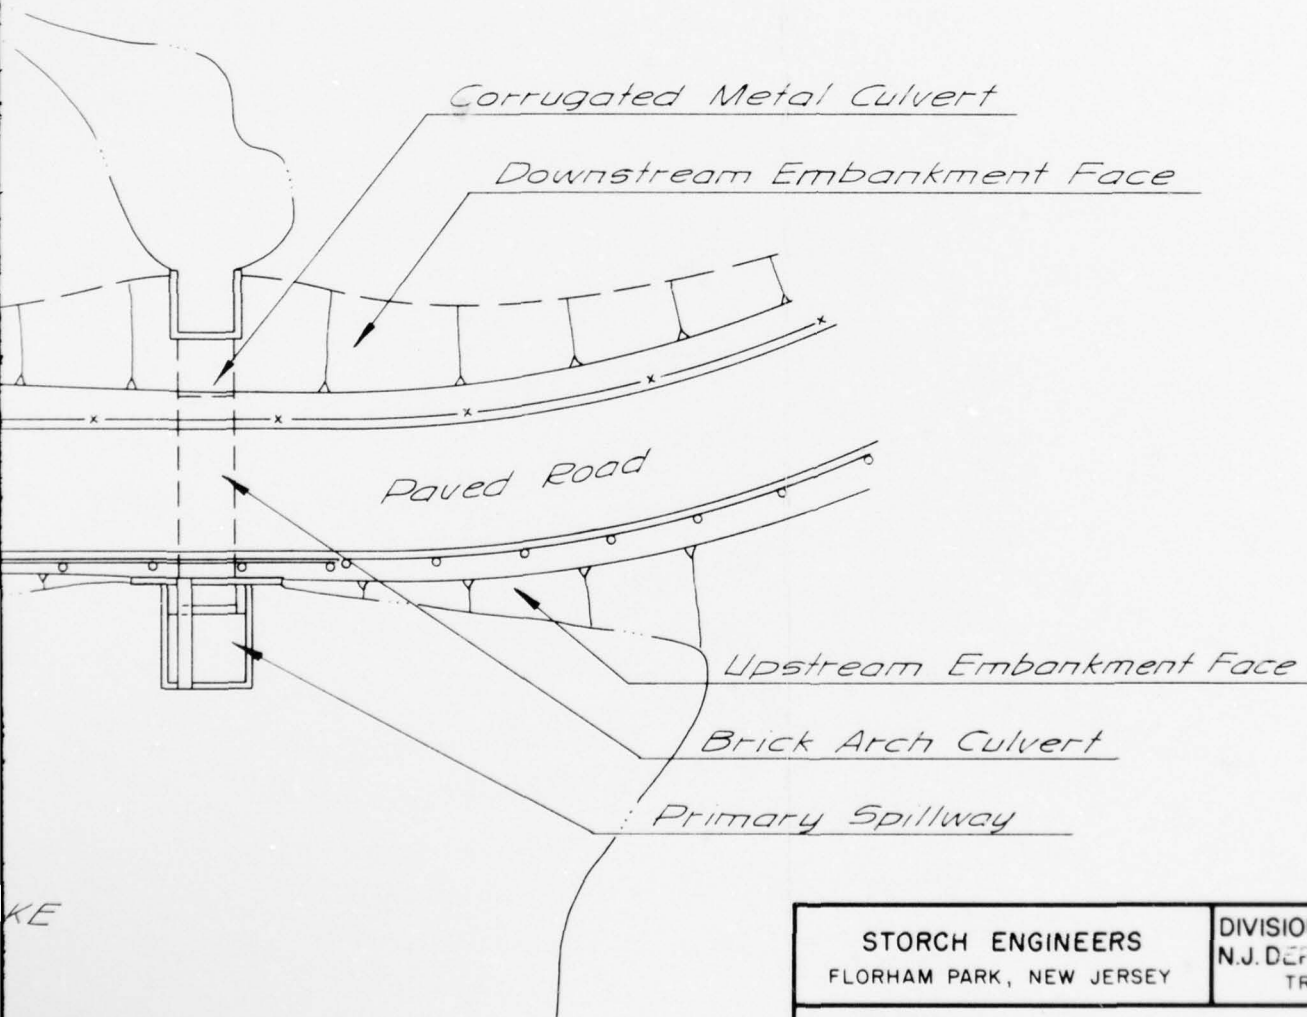 Corrugated Metal Culvert
Downstream Embankment Face
Paved Road
Upstream Embankment Face
Brick Arch Culvert
Primary Spillway
KE
STORCH ENGINEERS
FLORHAM PARK, NEW JERSEY
DIVISIO
N.J. DEP
TR